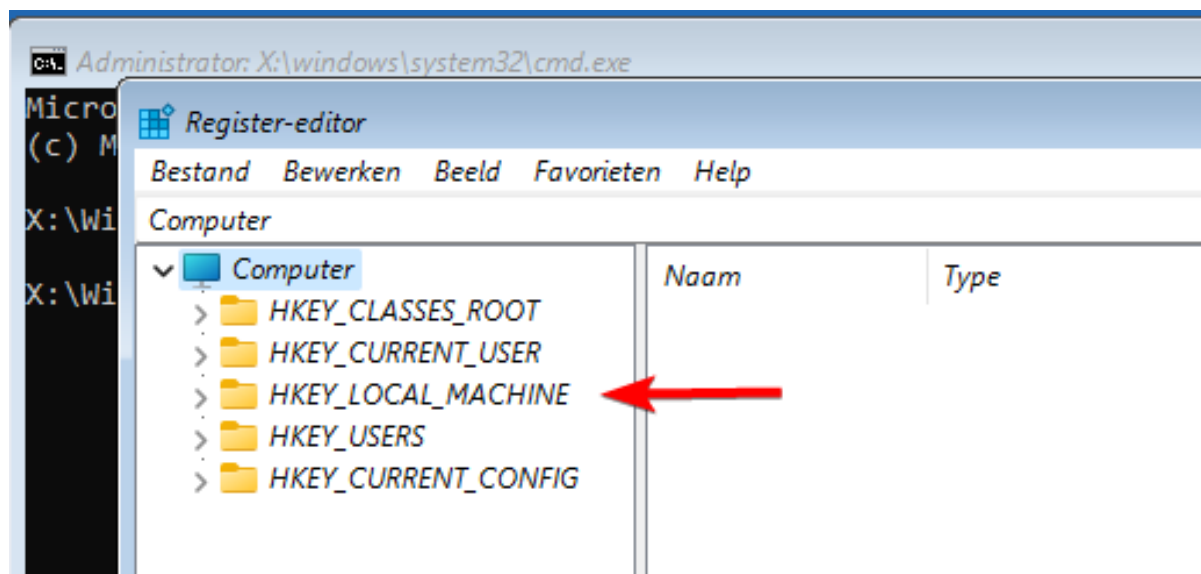 Administrator: X:\windows\system32\cmd.exe
Micro
(c) M
X:\Wi
X:\Wi
Register-editor
Bestand Bewerken Beeld Favorieten Help
Computer
Computer
HKEY_CLASSES_ROOT
HKEY_CURRENT_USER
HKEY_LOCAL_MACHINE
HKEY_USERS
HKEY_CURRENT_CONFIG
Naam Type